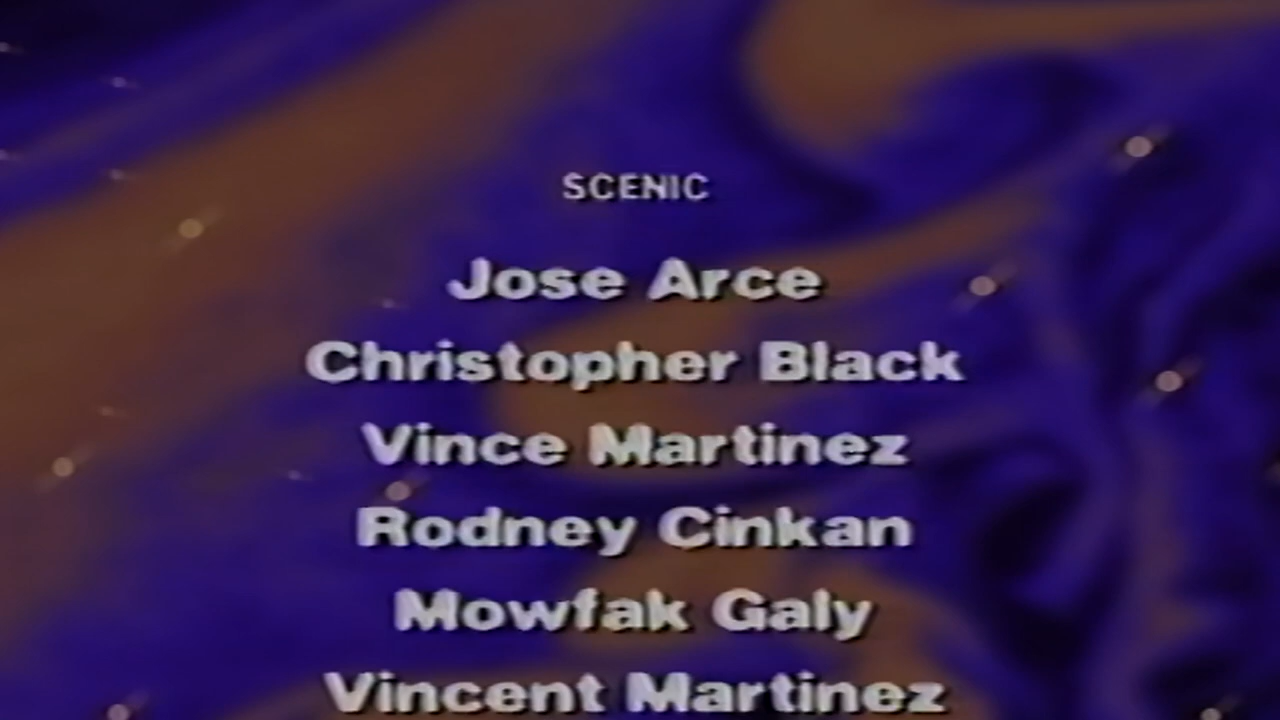 SCENIC
Jose Arce
Christopher Black
Vince Martinez
Rodney Cinkan
Mowfak Galy
Vincent Martinez